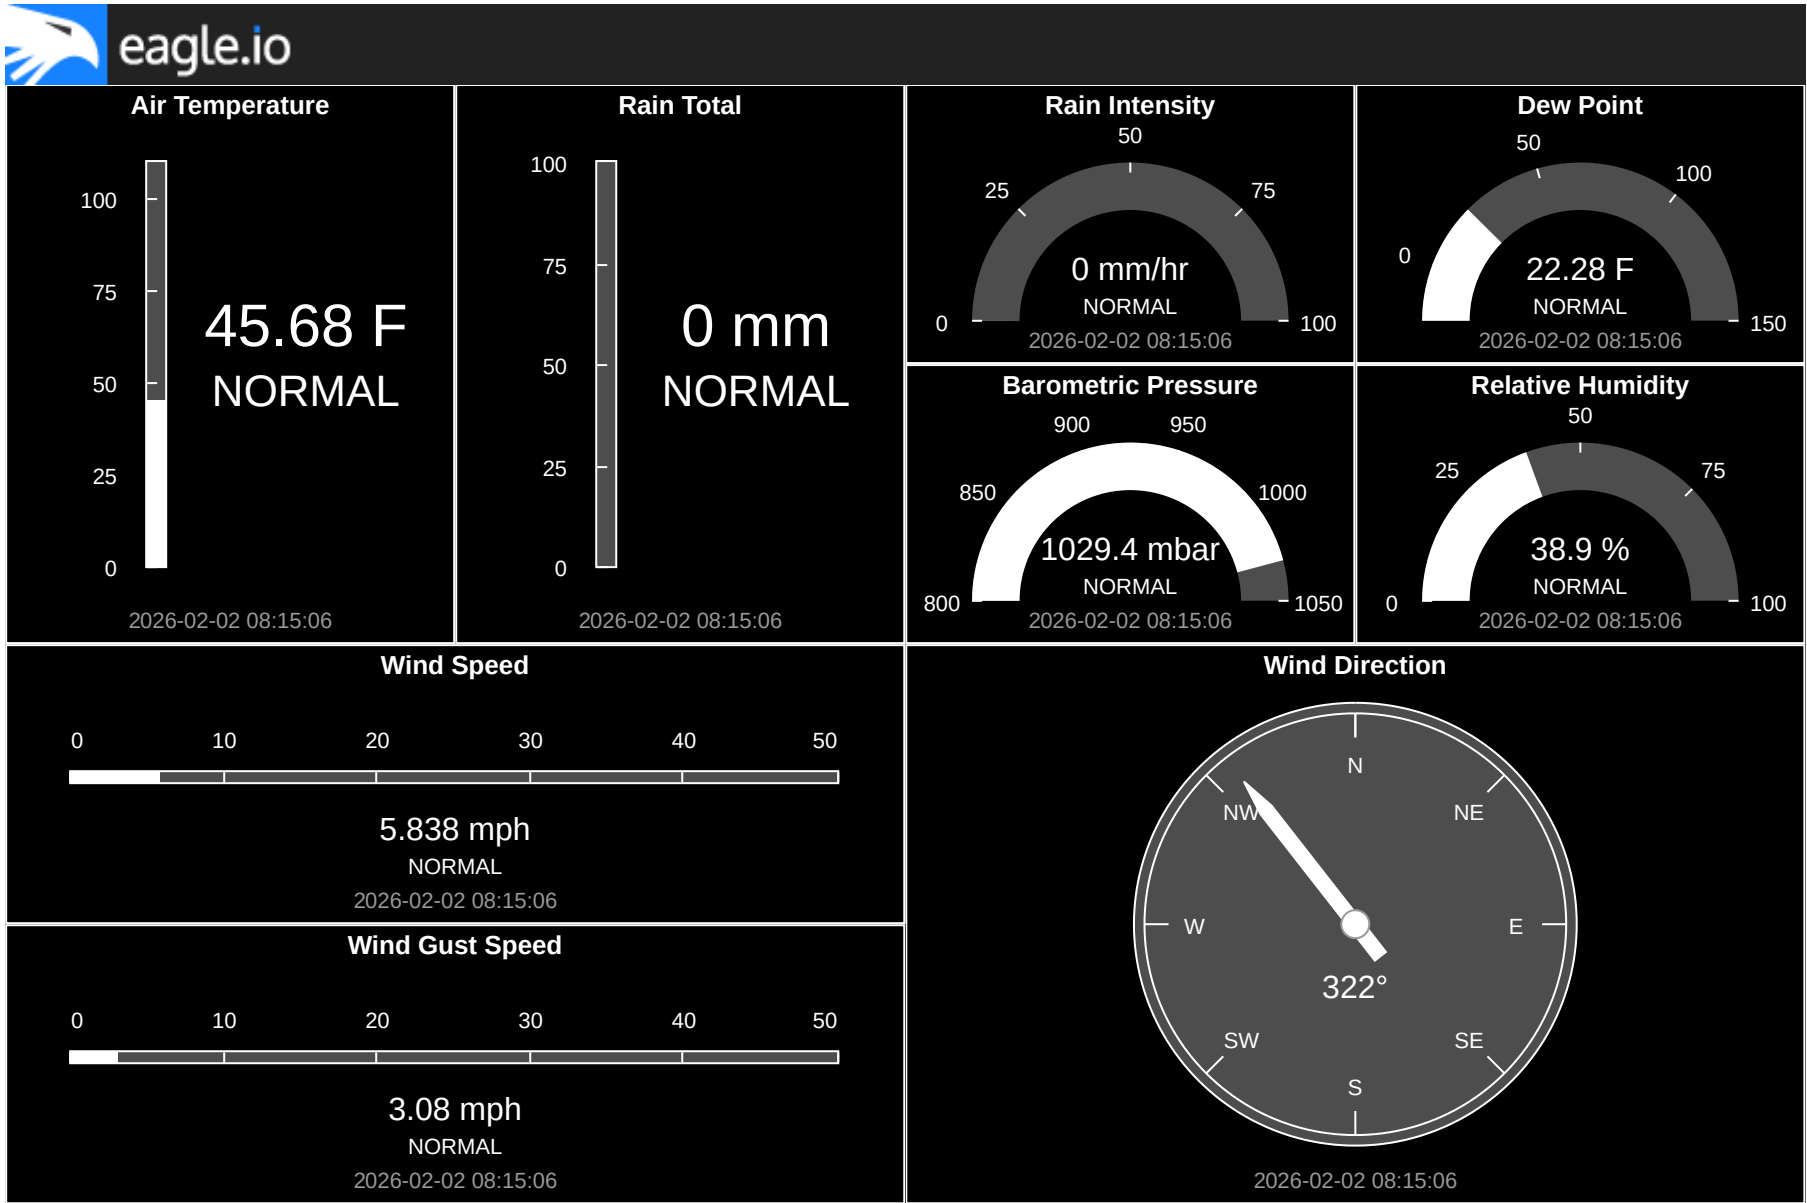 eagle.io
Air Temperature
100
75
50
25
0
45.68 F
NORMAL
2026-02-02 08:15:06
Rain Total
100
75
50
25
0
0 mm
NORMAL
2026-02-02 08:15:06
Rain Intensity
0
25
50
75
100
0 mm/hr
NORMAL
2026-02-02 08:15:06
Dew Point
0
50
100
150
22.28 F
NORMAL
2026-02-02 08:15:06
Barometric Pressure
800
850
900
950
1000
1050
1029.4 mbar
NORMAL
2026-02-02 08:15:06
Relative Humidity
0
25
50
75
100
38.9 %
NORMAL
2026-02-02 08:15:06
Wind Speed
0 10 20 30 40 50
5.838 mph
NORMAL
2026-02-02 08:15:06
Wind Gust Speed
0 10 20 30 40 50
3.08 mph
NORMAL
2026-02-02 08:15:06
Wind Direction
N
NW NE
W E
322°
SW SE
S
2026-02-02 08:15:06